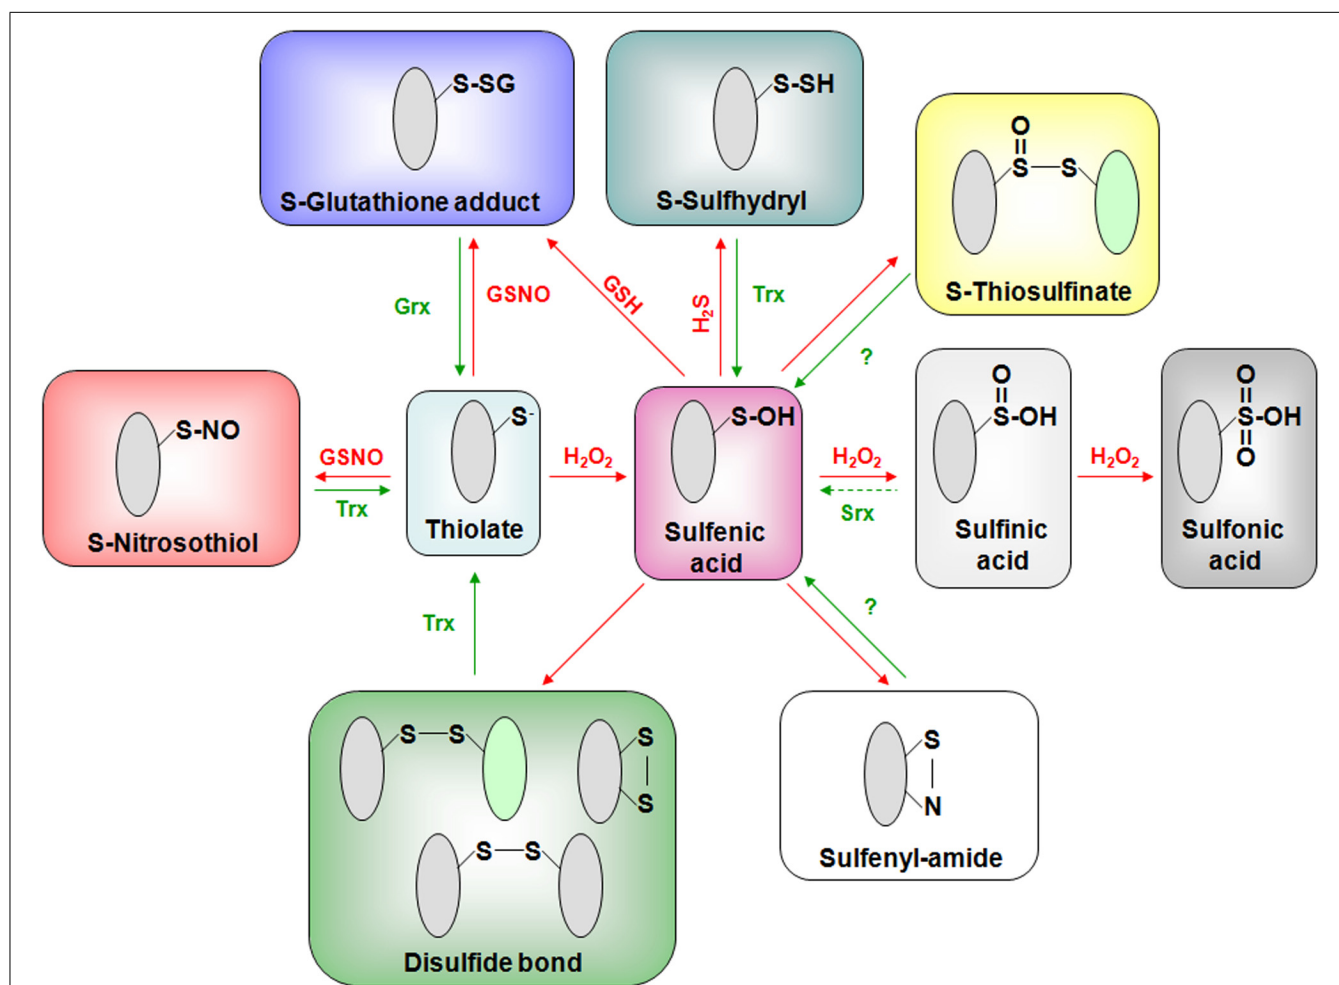 S-SG
S-Glutathione adduct
S-SH
S-Sulfhydryl
O
S
S
S-Thiosulfinate
Grx
GSNO
GSH
H₂S
Trx
?
S-NO
S-Nitrosothiol
GSNO
Trx
S⁻
Thiolate
H₂O₂
S-OH
Sulfenic
acid
H₂O₂
Srx
O
S-OH
Sulfinic
acid
H₂O₂
O
S-OH
O
Sulfonic
acid
Trx
?
S
S
S
S
S
S
Disulfide bond
S
N
Sulfenyl-amide